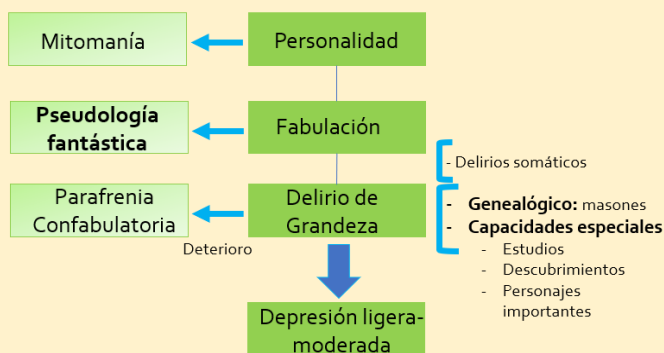 Mitomanía
Personalidad
Pseudología
fantástica
Fabulación
- Delirios somáticos
Parafrenia
Confabulatoria
Delirio de
Grandeza
- Genealógico: masones
- Capacidades especiales
- Estudios
- Descubrimientos
- Personajes
importantes
Deterioro
Depresión ligera-
moderada